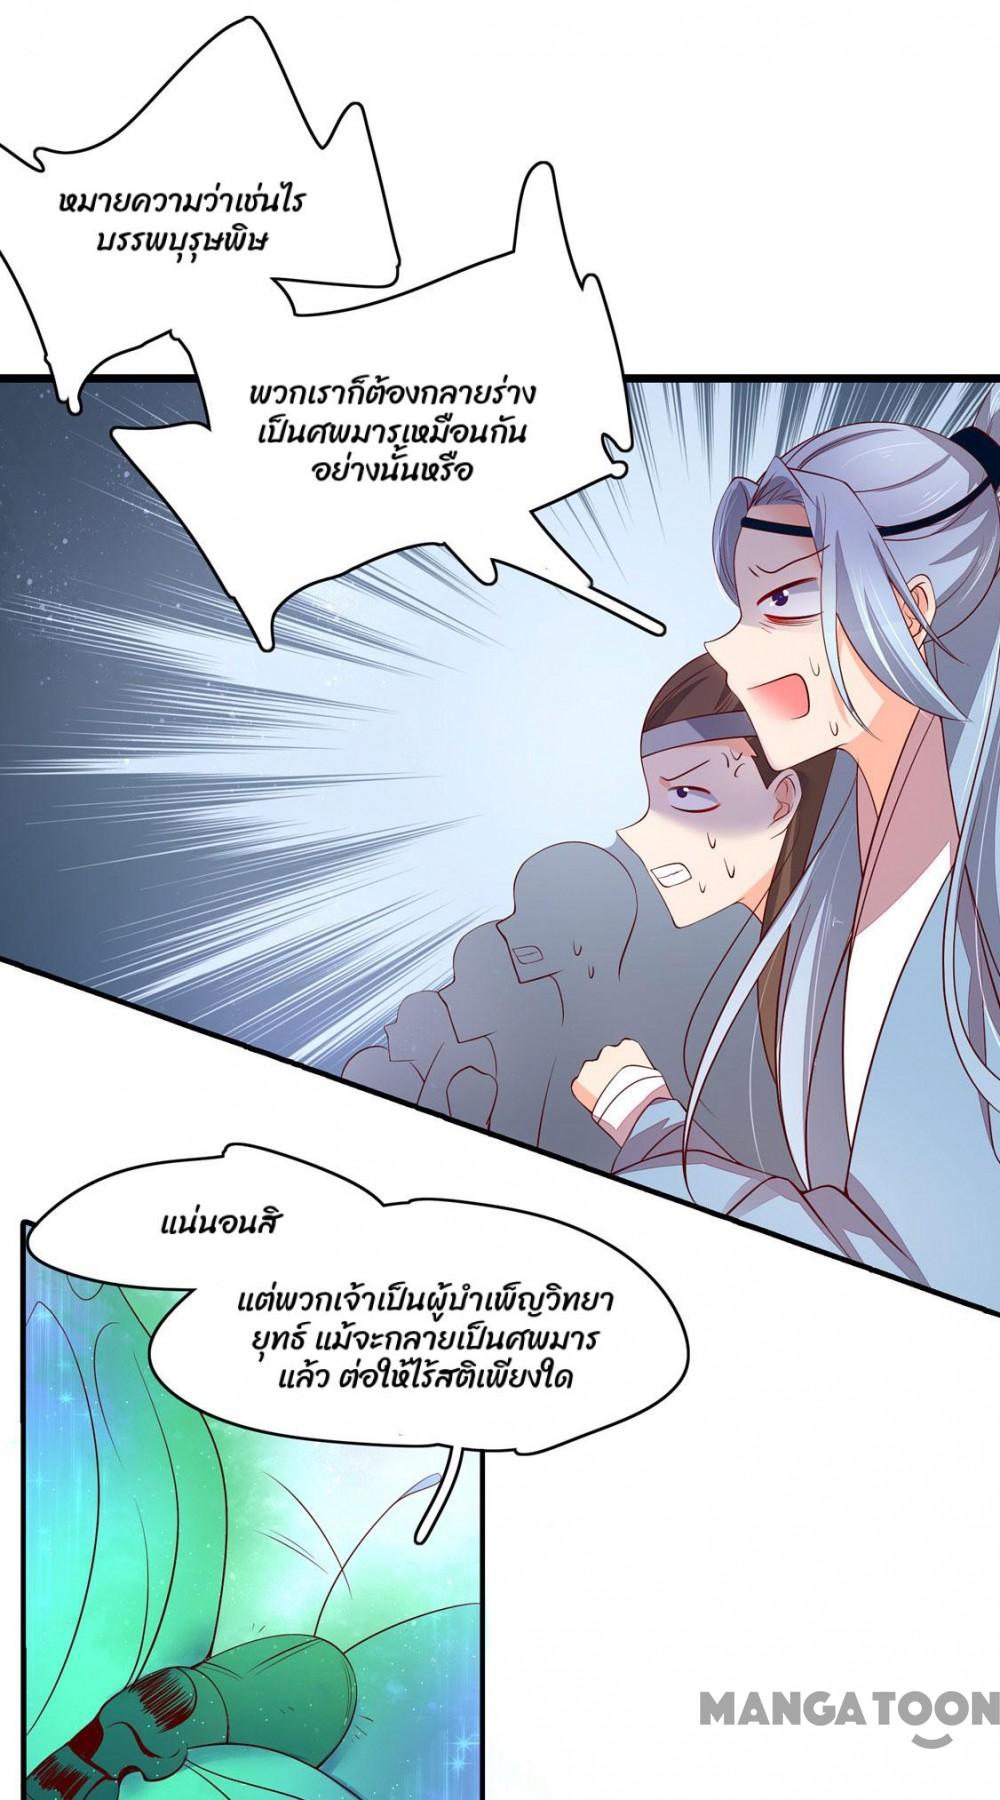 หมายความว่าเช่นไร
บรรพบุรุษพิษ
พวกเราก็ต้องกลายร่าง
เป็นศพมารเหมือนกัน
อย่างนั้นหรือ
แน่นอนสิ
แต่พวกเจ้าเป็นผู้บำเพ็ญวิทยา
ยุทธ์ แม้จะกลายเป็นศพมาร
แล้ว ต่อให้ไร้สติเพียงใด
MANGATOON